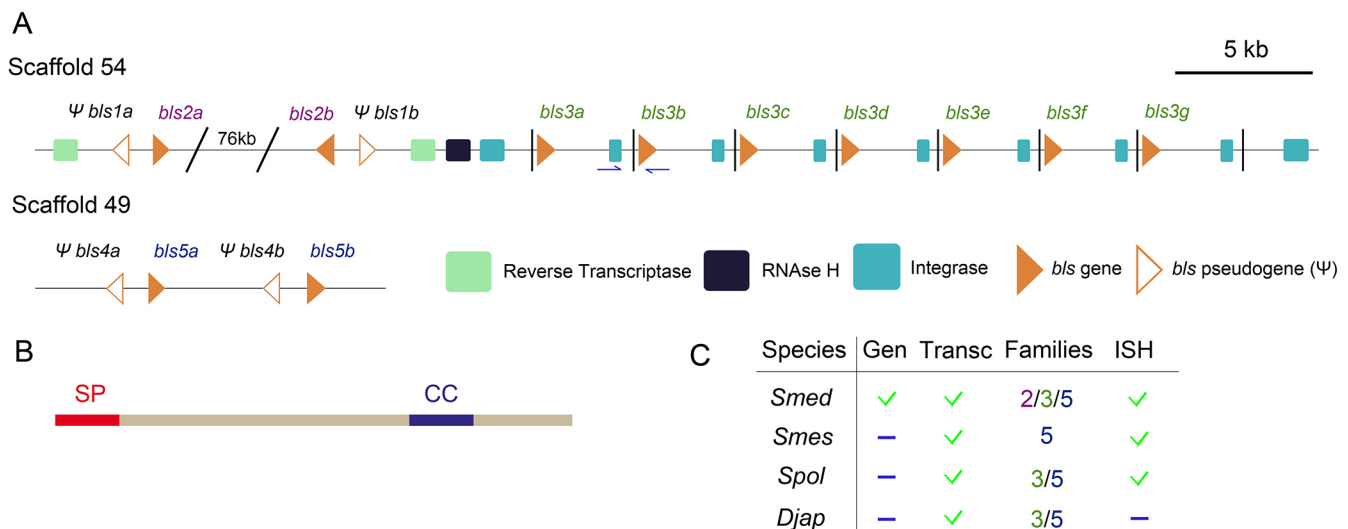 A
Scaffold 54
5 kb
Ψ bls1a bls2a 76kb bls2b Ψ bls1b bls3a bls3b bls3c bls3d bls3e bls3f bls3g
Scaffold 49
Ψ bls4a bls5a Ψ bls4b bls5b
Reverse Transcriptase RNAse H Integrase bls gene bls pseudogene (Ψ)
B
SP CC
C
Species Gen Transc Families ISH
Smed ✓ ✓ 2/3/5 ✓
Smes – ✓ 5 ✓
Spol – ✓ 3/5 ✓
Djap – ✓ 3/5 –